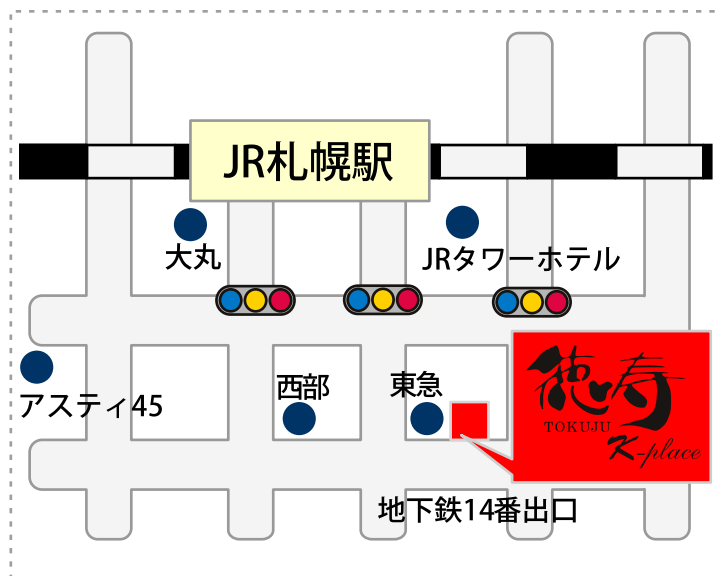 JR札幌駅
大丸
JRタワーホテル
アスティ45
西部
東急
徳寿
TOKUJU
K-place
地下鉄14番出口